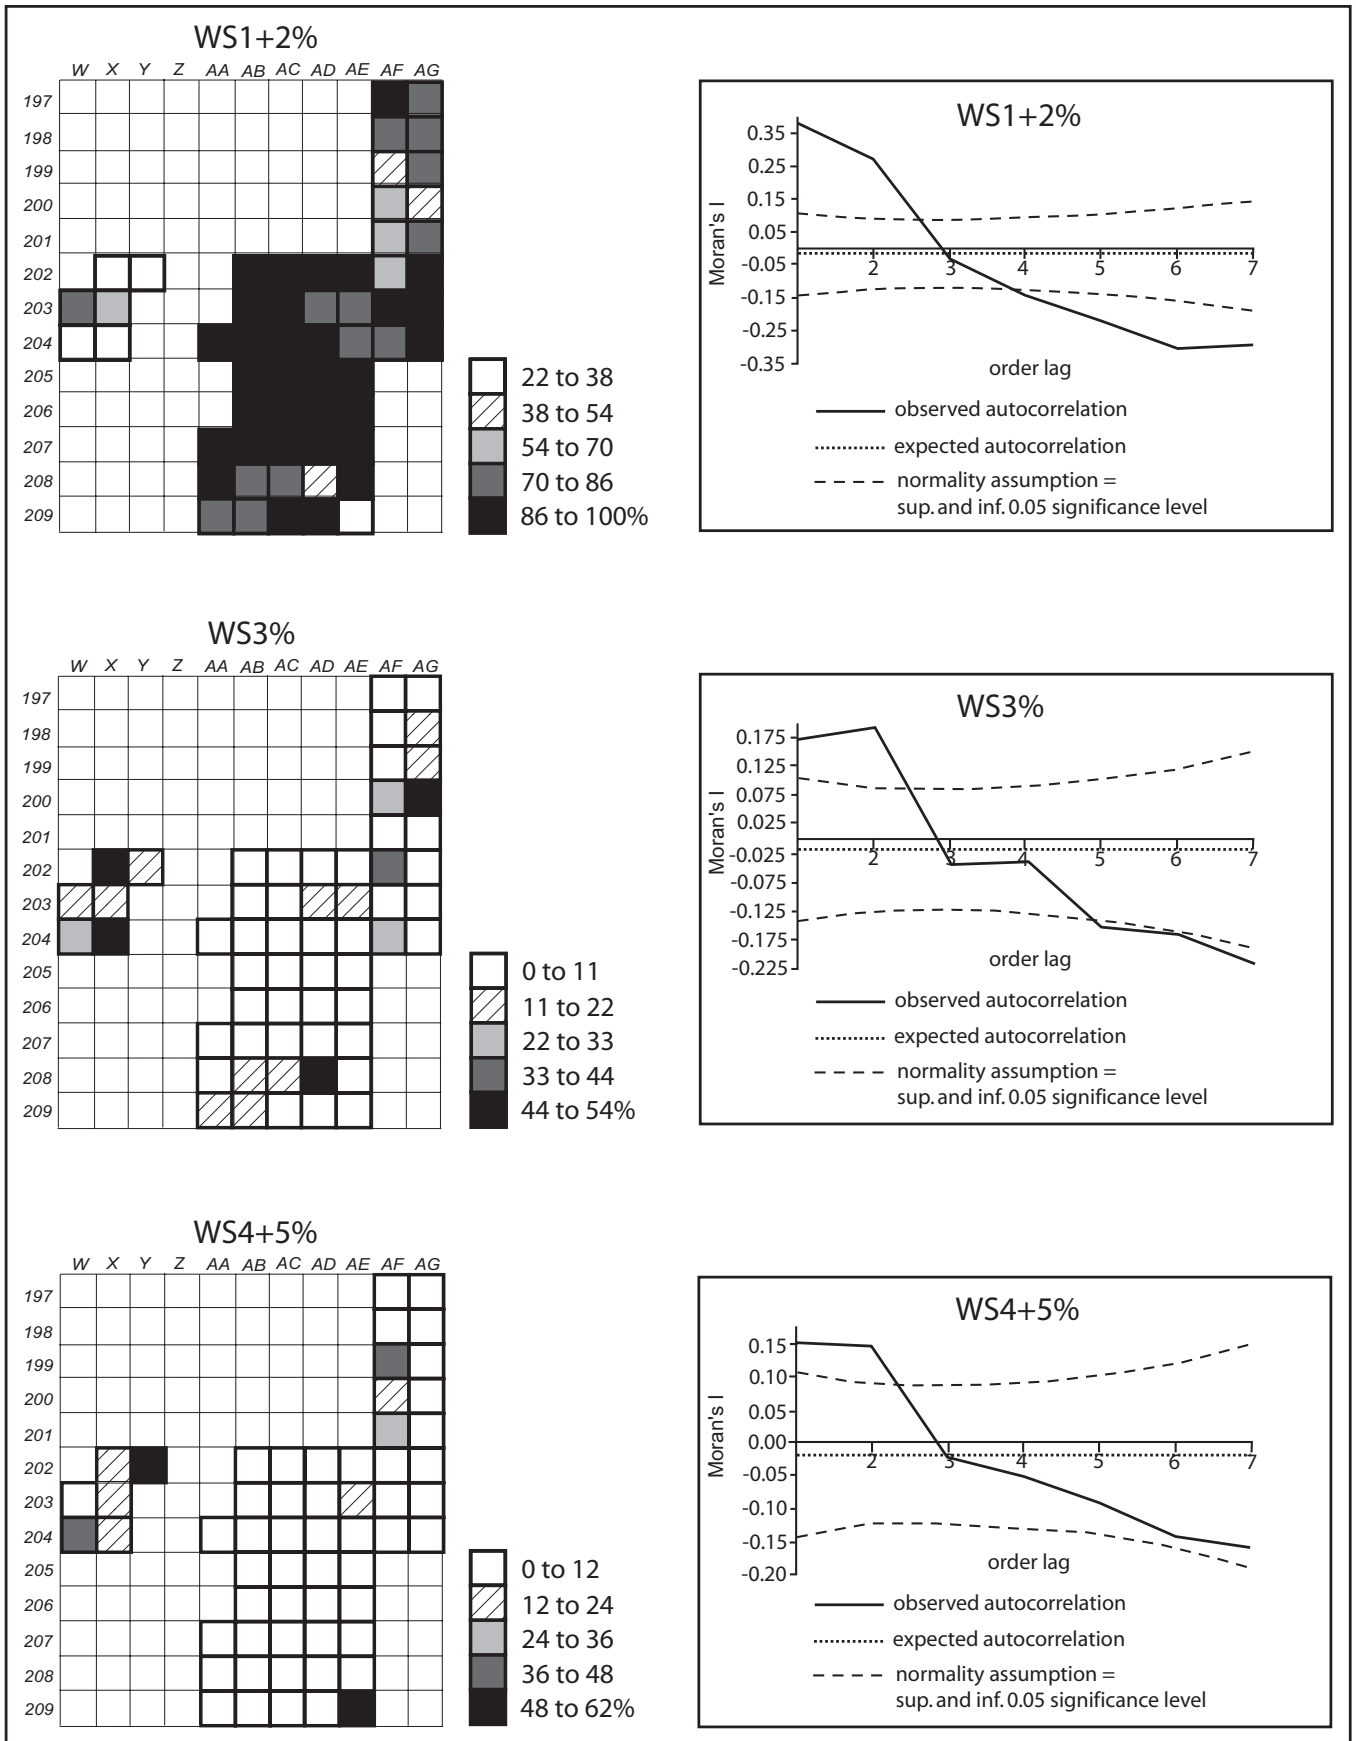 WS1+2%
W X Y Z AA AB AC AD AE AF AG
197
198
199
200
201
202
203
204
205
206
207
208
209
22 to 38
38 to 54
54 to 70
70 to 86
86 to 100%
WS1+2%
Moran's I
0.35
0.25
0.15
0.05
-0.05
-0.15
-0.25
-0.35
2 3 4 5 6 7
order lag
observed autocorrelation
expected autocorrelation
normality assumption =
sup. and inf. 0.05 significance level
WS3%
W X Y Z AA AB AC AD AE AF AG
197
198
199
200
201
202
203
204
205
206
207
208
209
0 to 11
11 to 22
22 to 33
33 to 44
44 to 54%
WS3%
Moran's I
0.175
0.125
0.075
0.025
-0.025
-0.075
-0.125
-0.175
-0.225
2 3 4 5 6 7
order lag
observed autocorrelation
expected autocorrelation
normality assumption =
sup. and inf. 0.05 significance level
WS4+5%
W X Y Z AA AB AC AD AE AF AG
197
198
199
200
201
202
203
204
205
206
207
208
209
0 to 12
12 to 24
24 to 36
36 to 48
48 to 62%
WS4+5%
Moran's I
0.15
0.10
0.05
0.00
-0.05
-0.10
-0.15
-0.20
2 3 4 5 6 7
order lag
observed autocorrelation
expected autocorrelation
normality assumption =
sup. and inf. 0.05 significance level